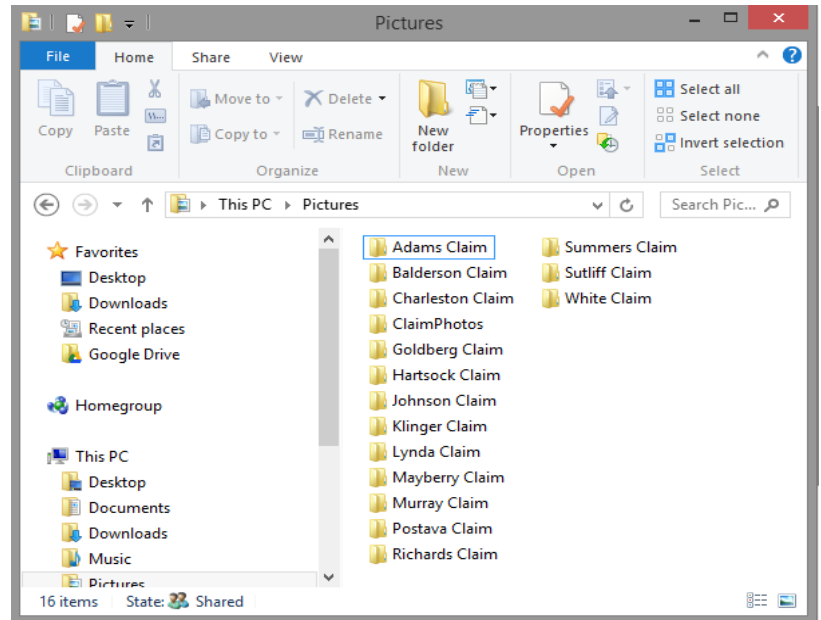 Pictures
File Home Share View
Copy Paste
Move to
Copy to
Delete
Rename
New folder
Properties
Select all
Select none
Invert selection
Clipboard Organize New Open Select
This PC Pictures Search Pic...
Favorites
Desktop
Downloads
Recent places
Google Drive
Homegroup
This PC
Desktop
Documents
Downloads
Music
Pictures
Adams Claim
Balderson Claim
Charleston Claim
ClaimPhotos
Goldberg Claim
Hartsock Claim
Johnson Claim
Klinger Claim
Lynda Claim
Mayberry Claim
Murray Claim
Postava Claim
Richards Claim
Summers Claim
Sutliff Claim
White Claim
16 items State: Shared